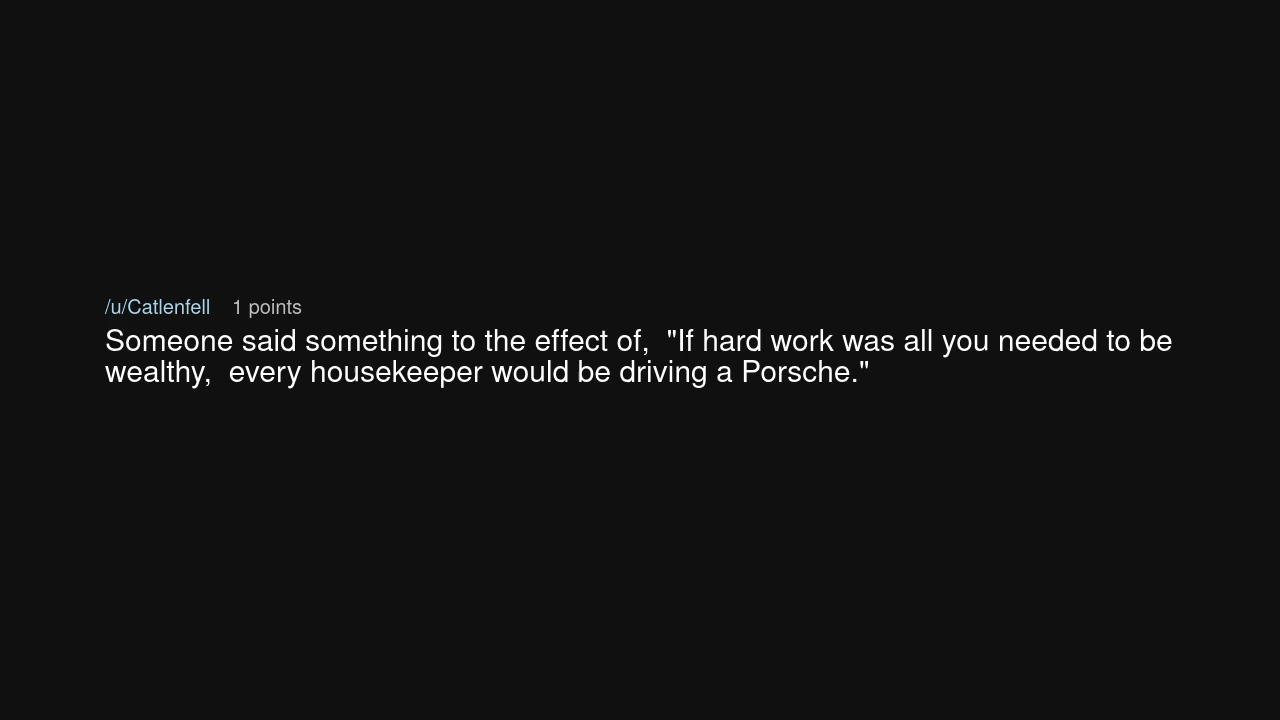 /u/Catlenfell 1 points
Someone said something to the effect of,  "If hard work was all you needed to be
wealthy,  every housekeeper would be driving a Porsche."